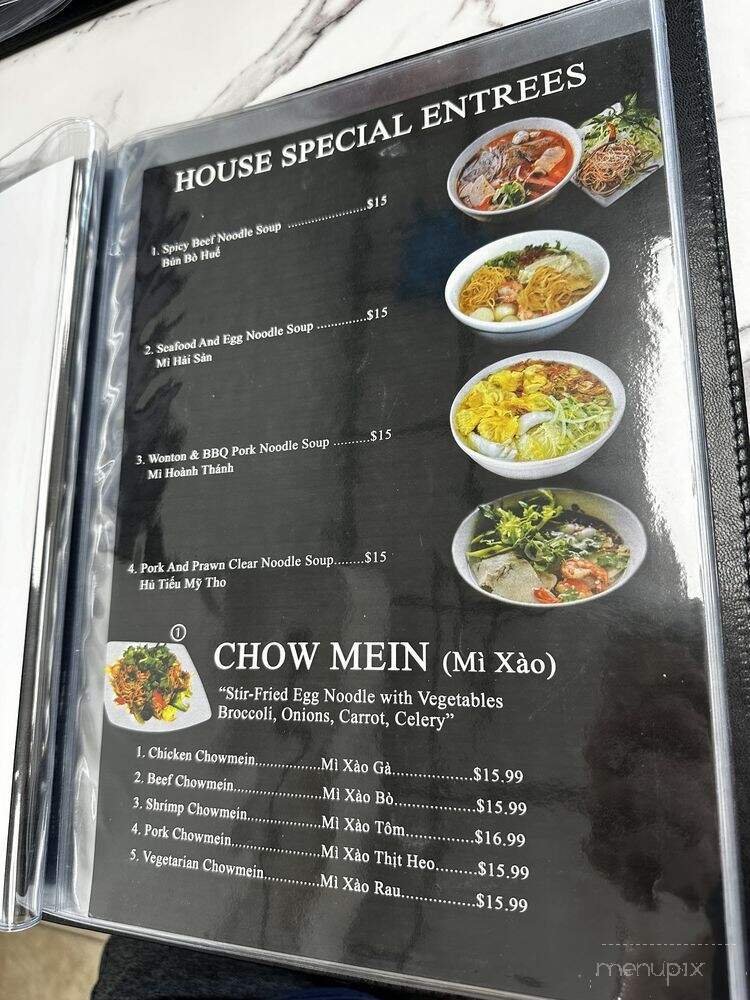 HOUSE SPECIAL ENTREES
1. Spicy Beef Noodle Soup ........................$15
Bún Bò Huế
2. Seafood And Egg Noodle Soup .............$15
Mì Hải Sản
3. Wonton & BBQ Pork Noodle Soup ..........$15
Mì Hoành Thánh
4. Pork And Prawn Clear Noodle Soup........$15
Hủ Tiếu Mỹ Tho
1
CHOW MEIN (Mì Xào)
“Stir-Fried Egg Noodle with Vegetables
Broccoli, Onions, Carrot, Celery”
1. Chicken Chowmein...................Mì Xào Gà.....................$15.99
2. Beef Chowmein.........................Mì Xào Bò.....................$15.99
3. Shrimp Chowmein.....................Mì Xào Tôm.................$16.99
4. Pork Chowmein.........................Mì Xào Thịt Heo.........$15.99
5. Vegetarian Chowmein...............Mì Xào Rau..................$15.99
menupix